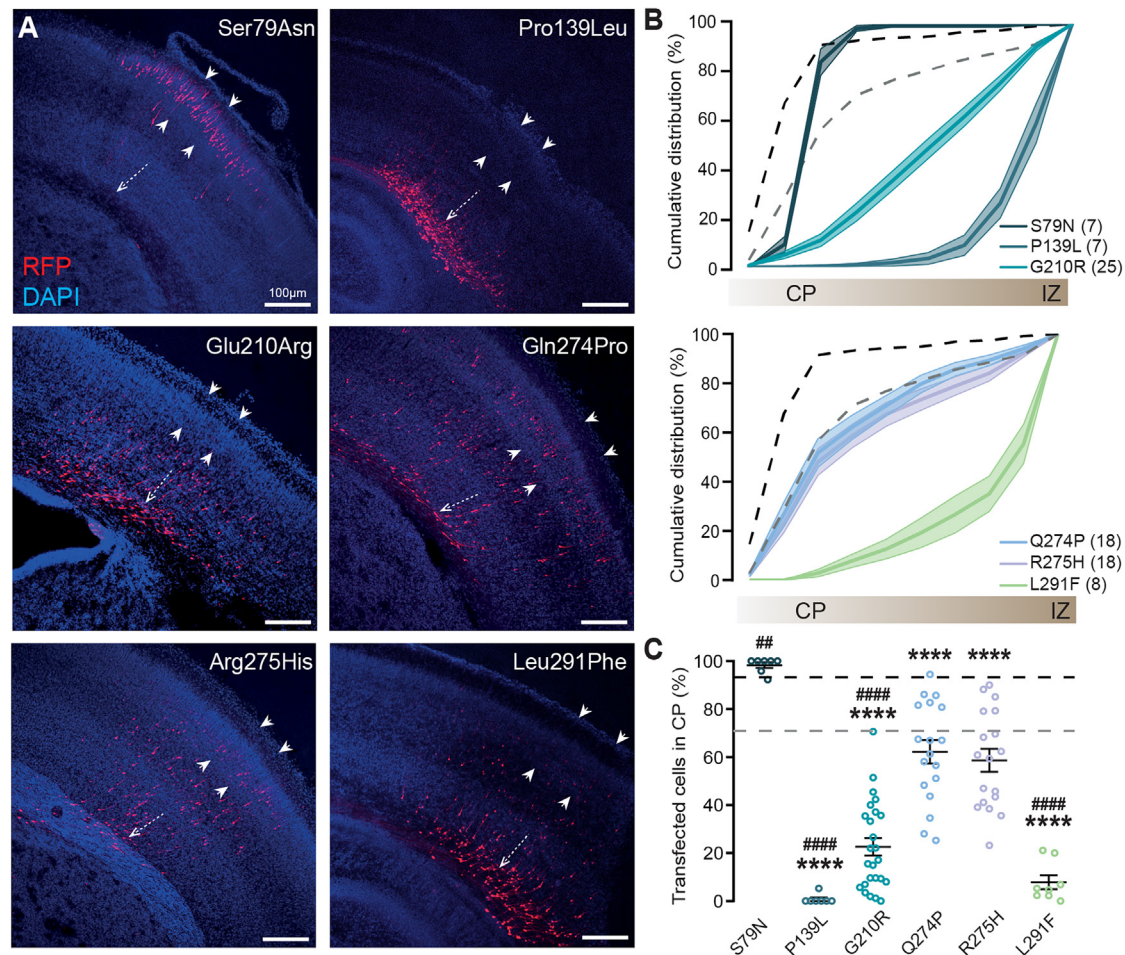 A
Ser79Asn
RFP
DAPI
100µm
Pro139Leu
Glu210Arg
Gln274Pro
Arg275His
Leu291Phe
B
Cumulative distribution (%)
100
80
60
40
20
0
S79N (7)
P139L (7)
G210R (25)
CP IZ
Cumulative distribution (%)
100
80
60
40
20
0
Q274P (18)
R275H (18)
L291F (8)
CP IZ
C
Transfected cells in CP (%)
100
80
60
40
20
0
##
####
****
####
****
****
****
####
****
S79N
P139L
G210R
Q274P
R275H
L291F